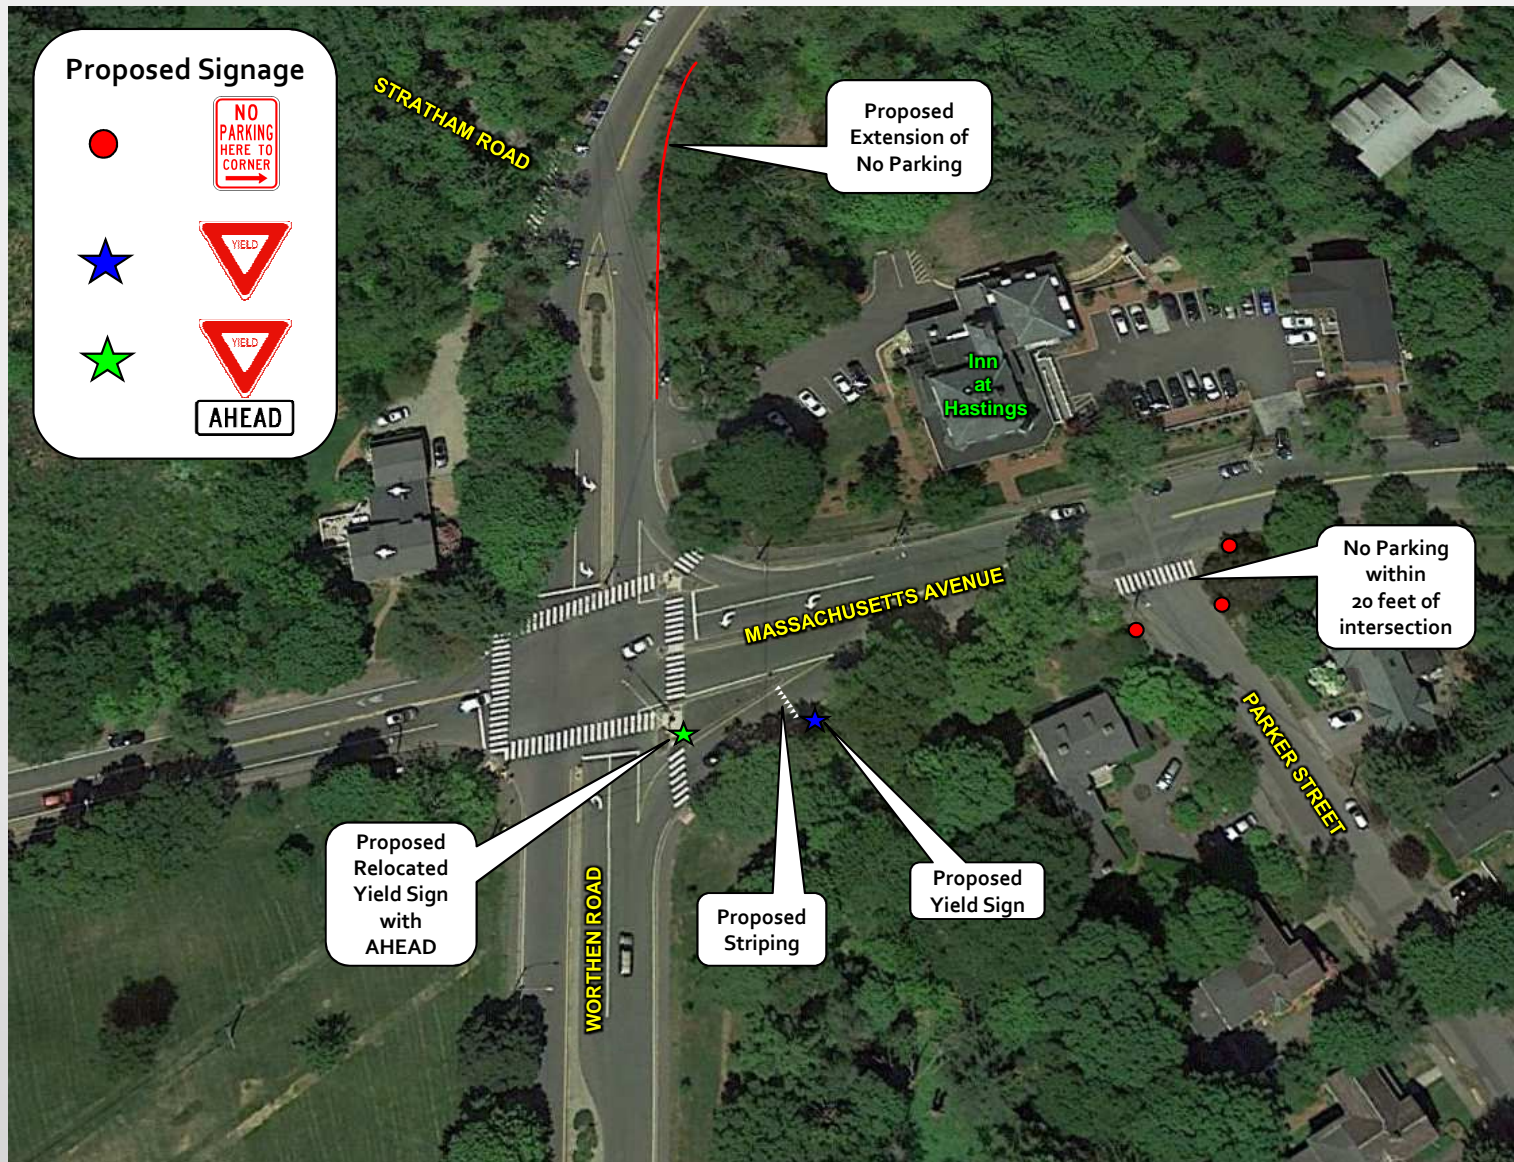 Proposed Signage
NO
PARKING
HERE TO
CORNER
YIELD
YIELD
AHEAD
STRATHAM ROAD
Proposed
Extension of
No Parking
Inn
at
Hastings
MASSACHUSETTS AVENUE
No Parking
within
20 feet of
intersection
PARKER STREET
Proposed
Relocated
Yield Sign
with
AHEAD
WORTHEN ROAD
Proposed
Striping
Proposed
Yield Sign